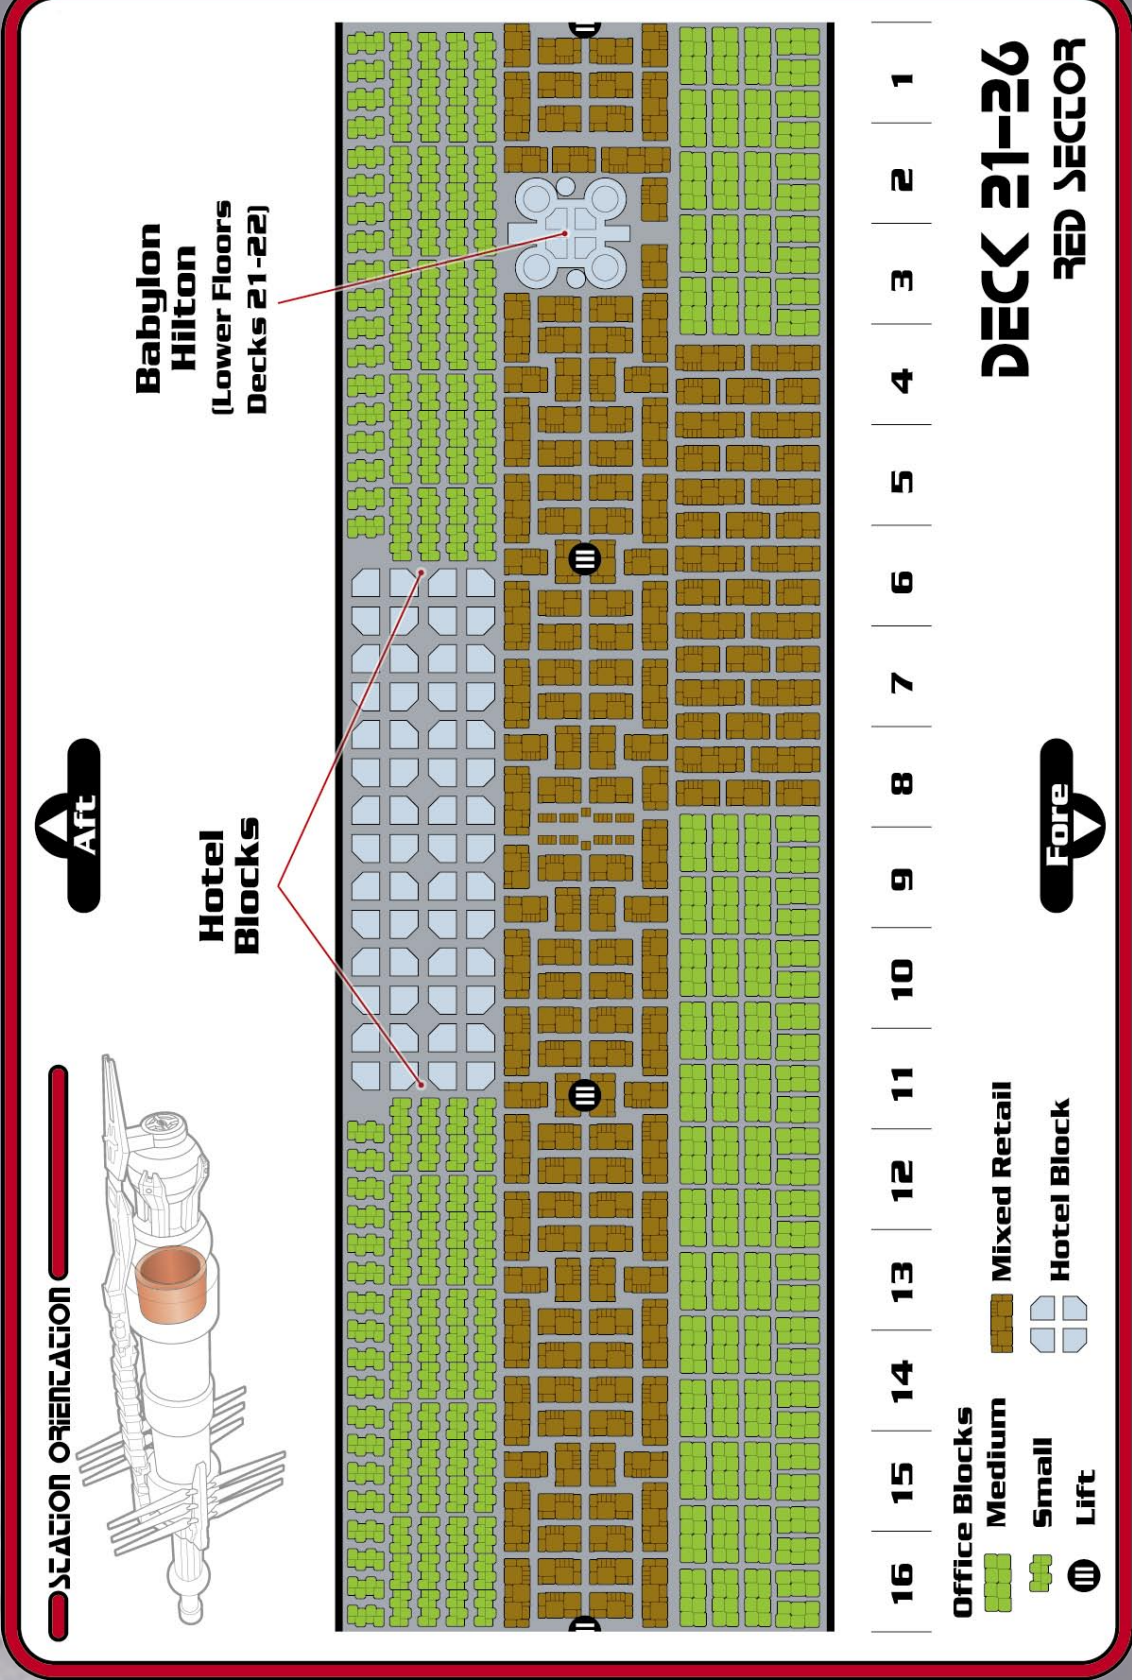 DECK 21-26
RED SECTOR
Babylon
Hilton
(Lower Floors
Decks 21-22)
Hotel
Blocks
Aft
Fore
STATION ORIENTATION
16 15 14 13 12 11 10 9 8 7 6 5 4 3 2 1
Office Blocks
Medium
Small
Lift
Mixed Retail
Hotel Block